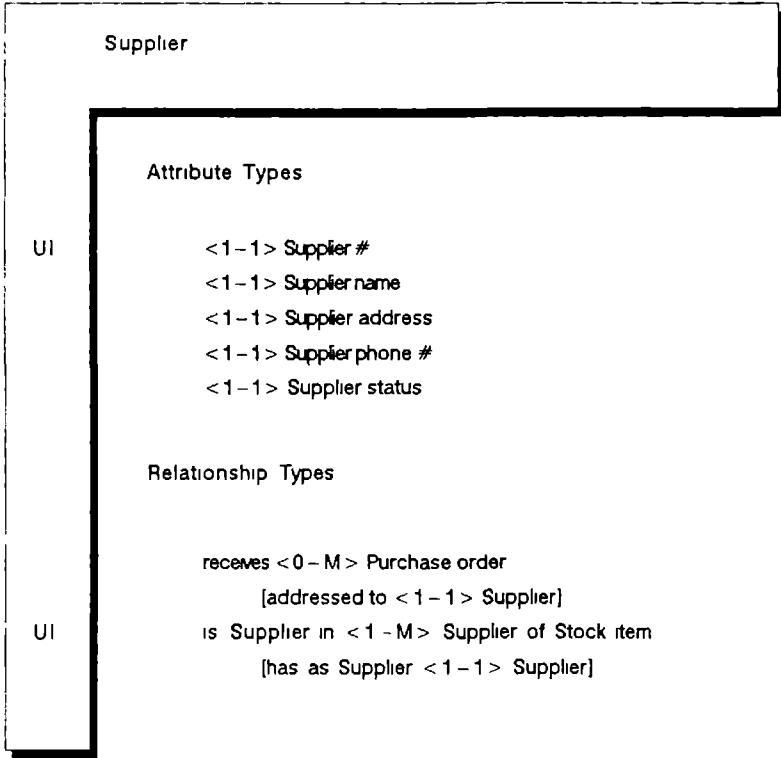 Supplier
Attribute Types
UI <1-1> Supplier #
<1-1> Supplier name
<1-1> Supplier address
<1-1> Supplier phone #
<1-1> Supplier status
Relationship Types
receives <0-M> Purchase order
[addressed to <1-1> Supplier]
UI is Supplier in <1-M> Supplier of Stock item
[has as Supplier <1-1> Supplier]